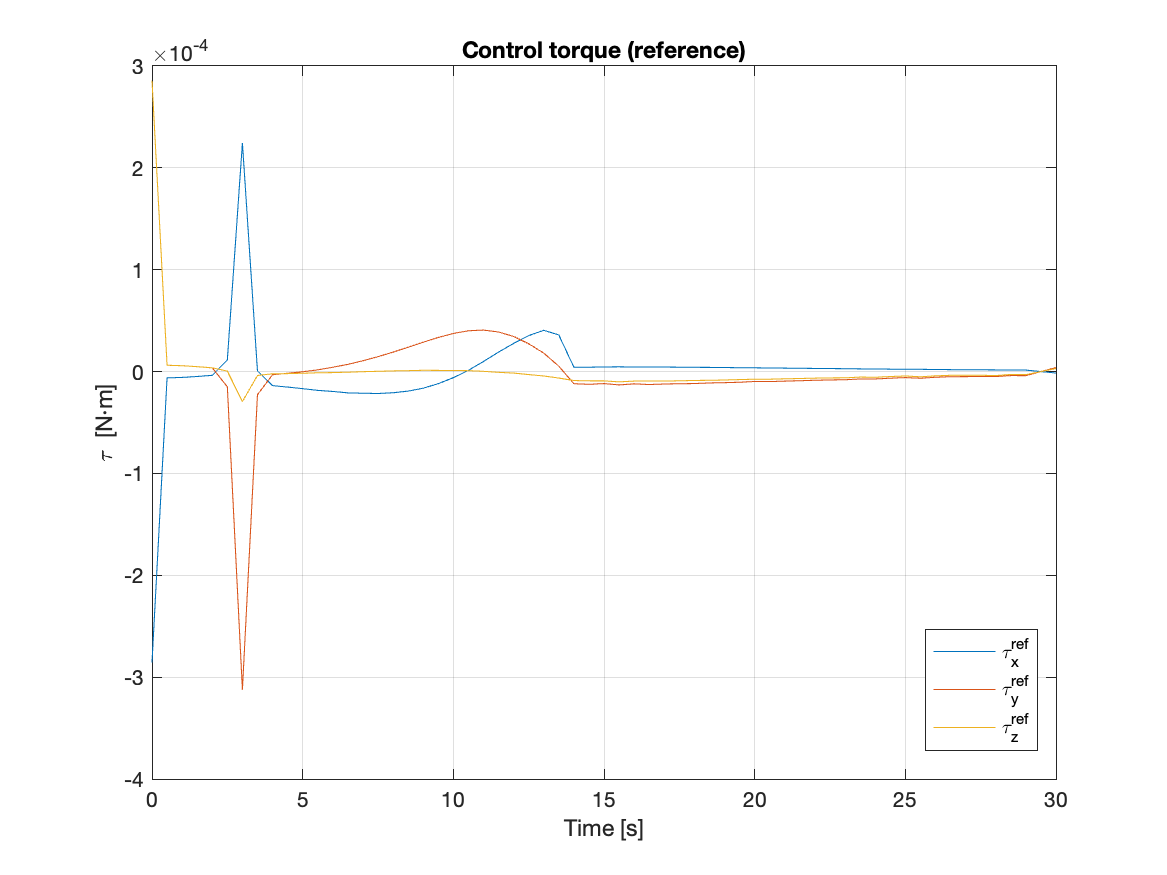 Control torque (reference)
×10⁻⁴
3
2
1
0
-1
-2
-3
-4
τ [N·m]
0 5 10 15 20 25 30
Time [s]
τ_x^ref
τ_y^ref
τ_z^ref